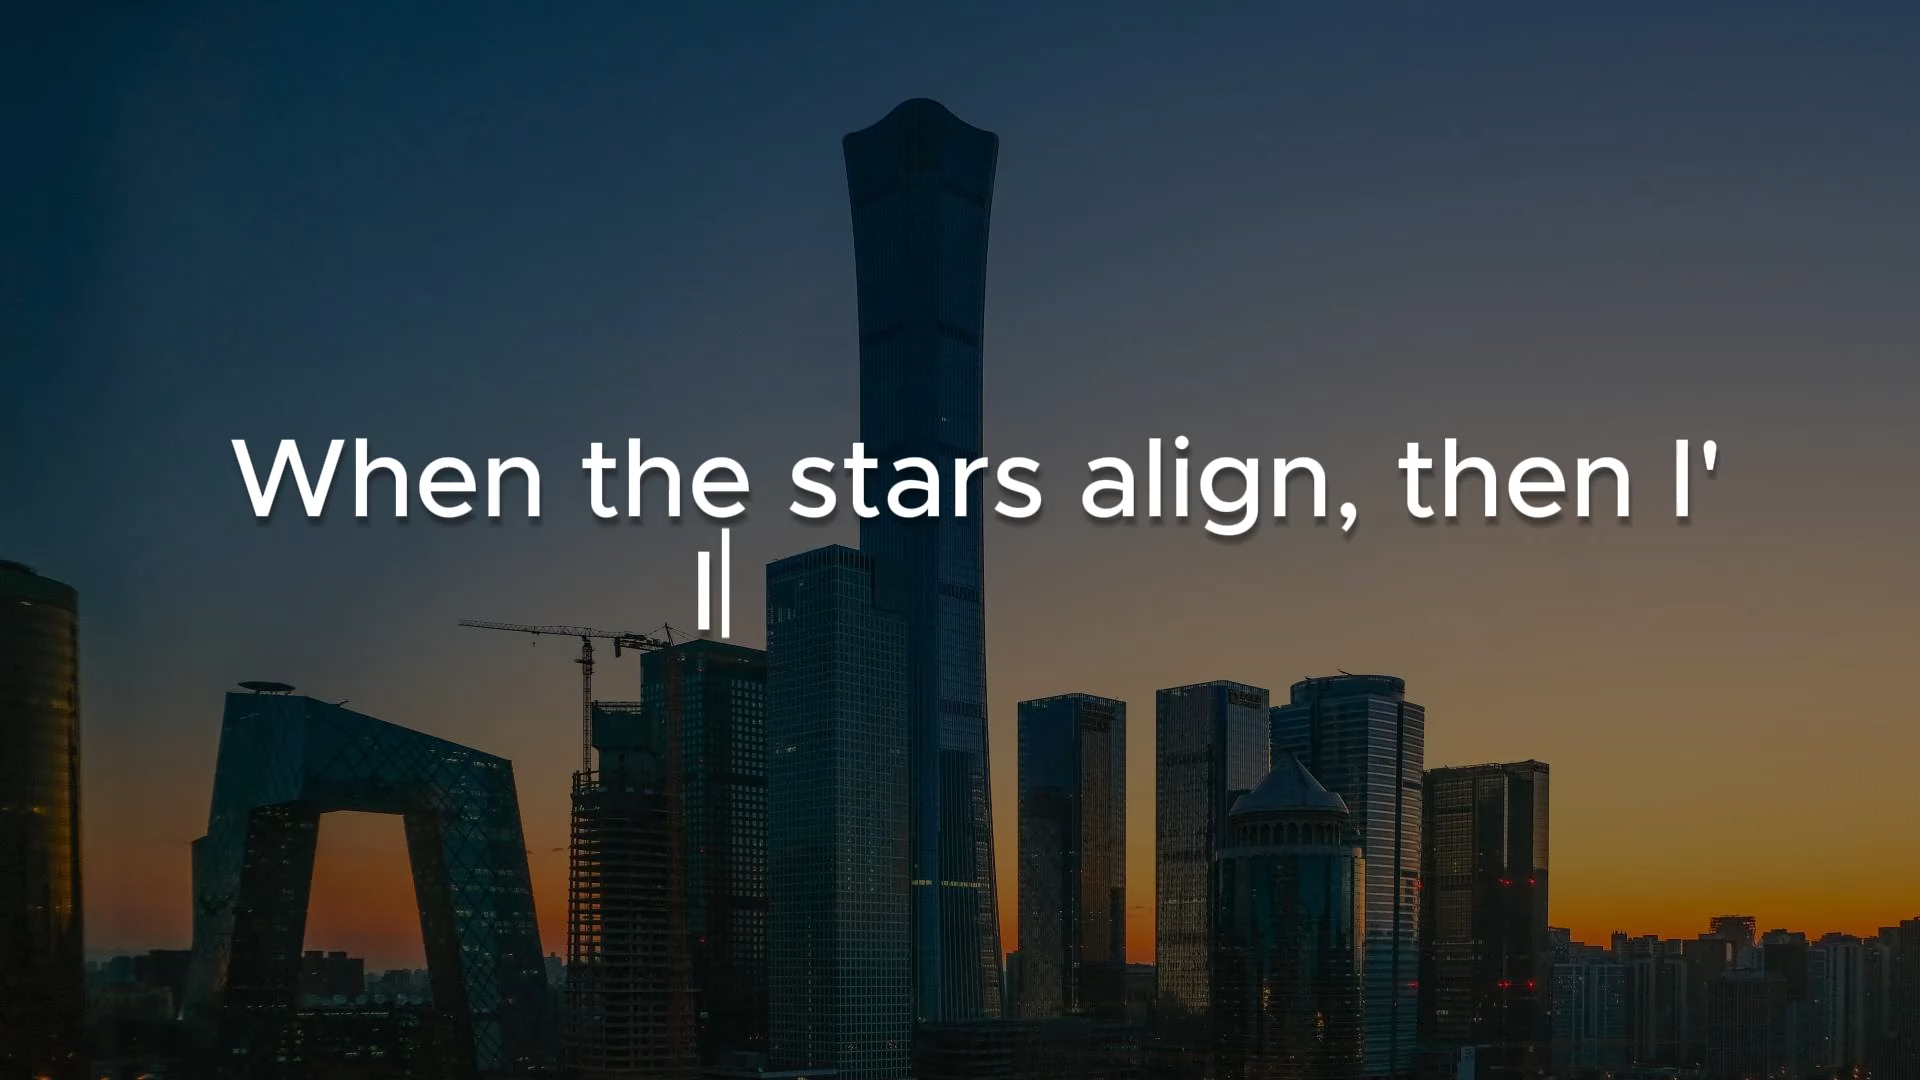 When the stars align, then I'
l|